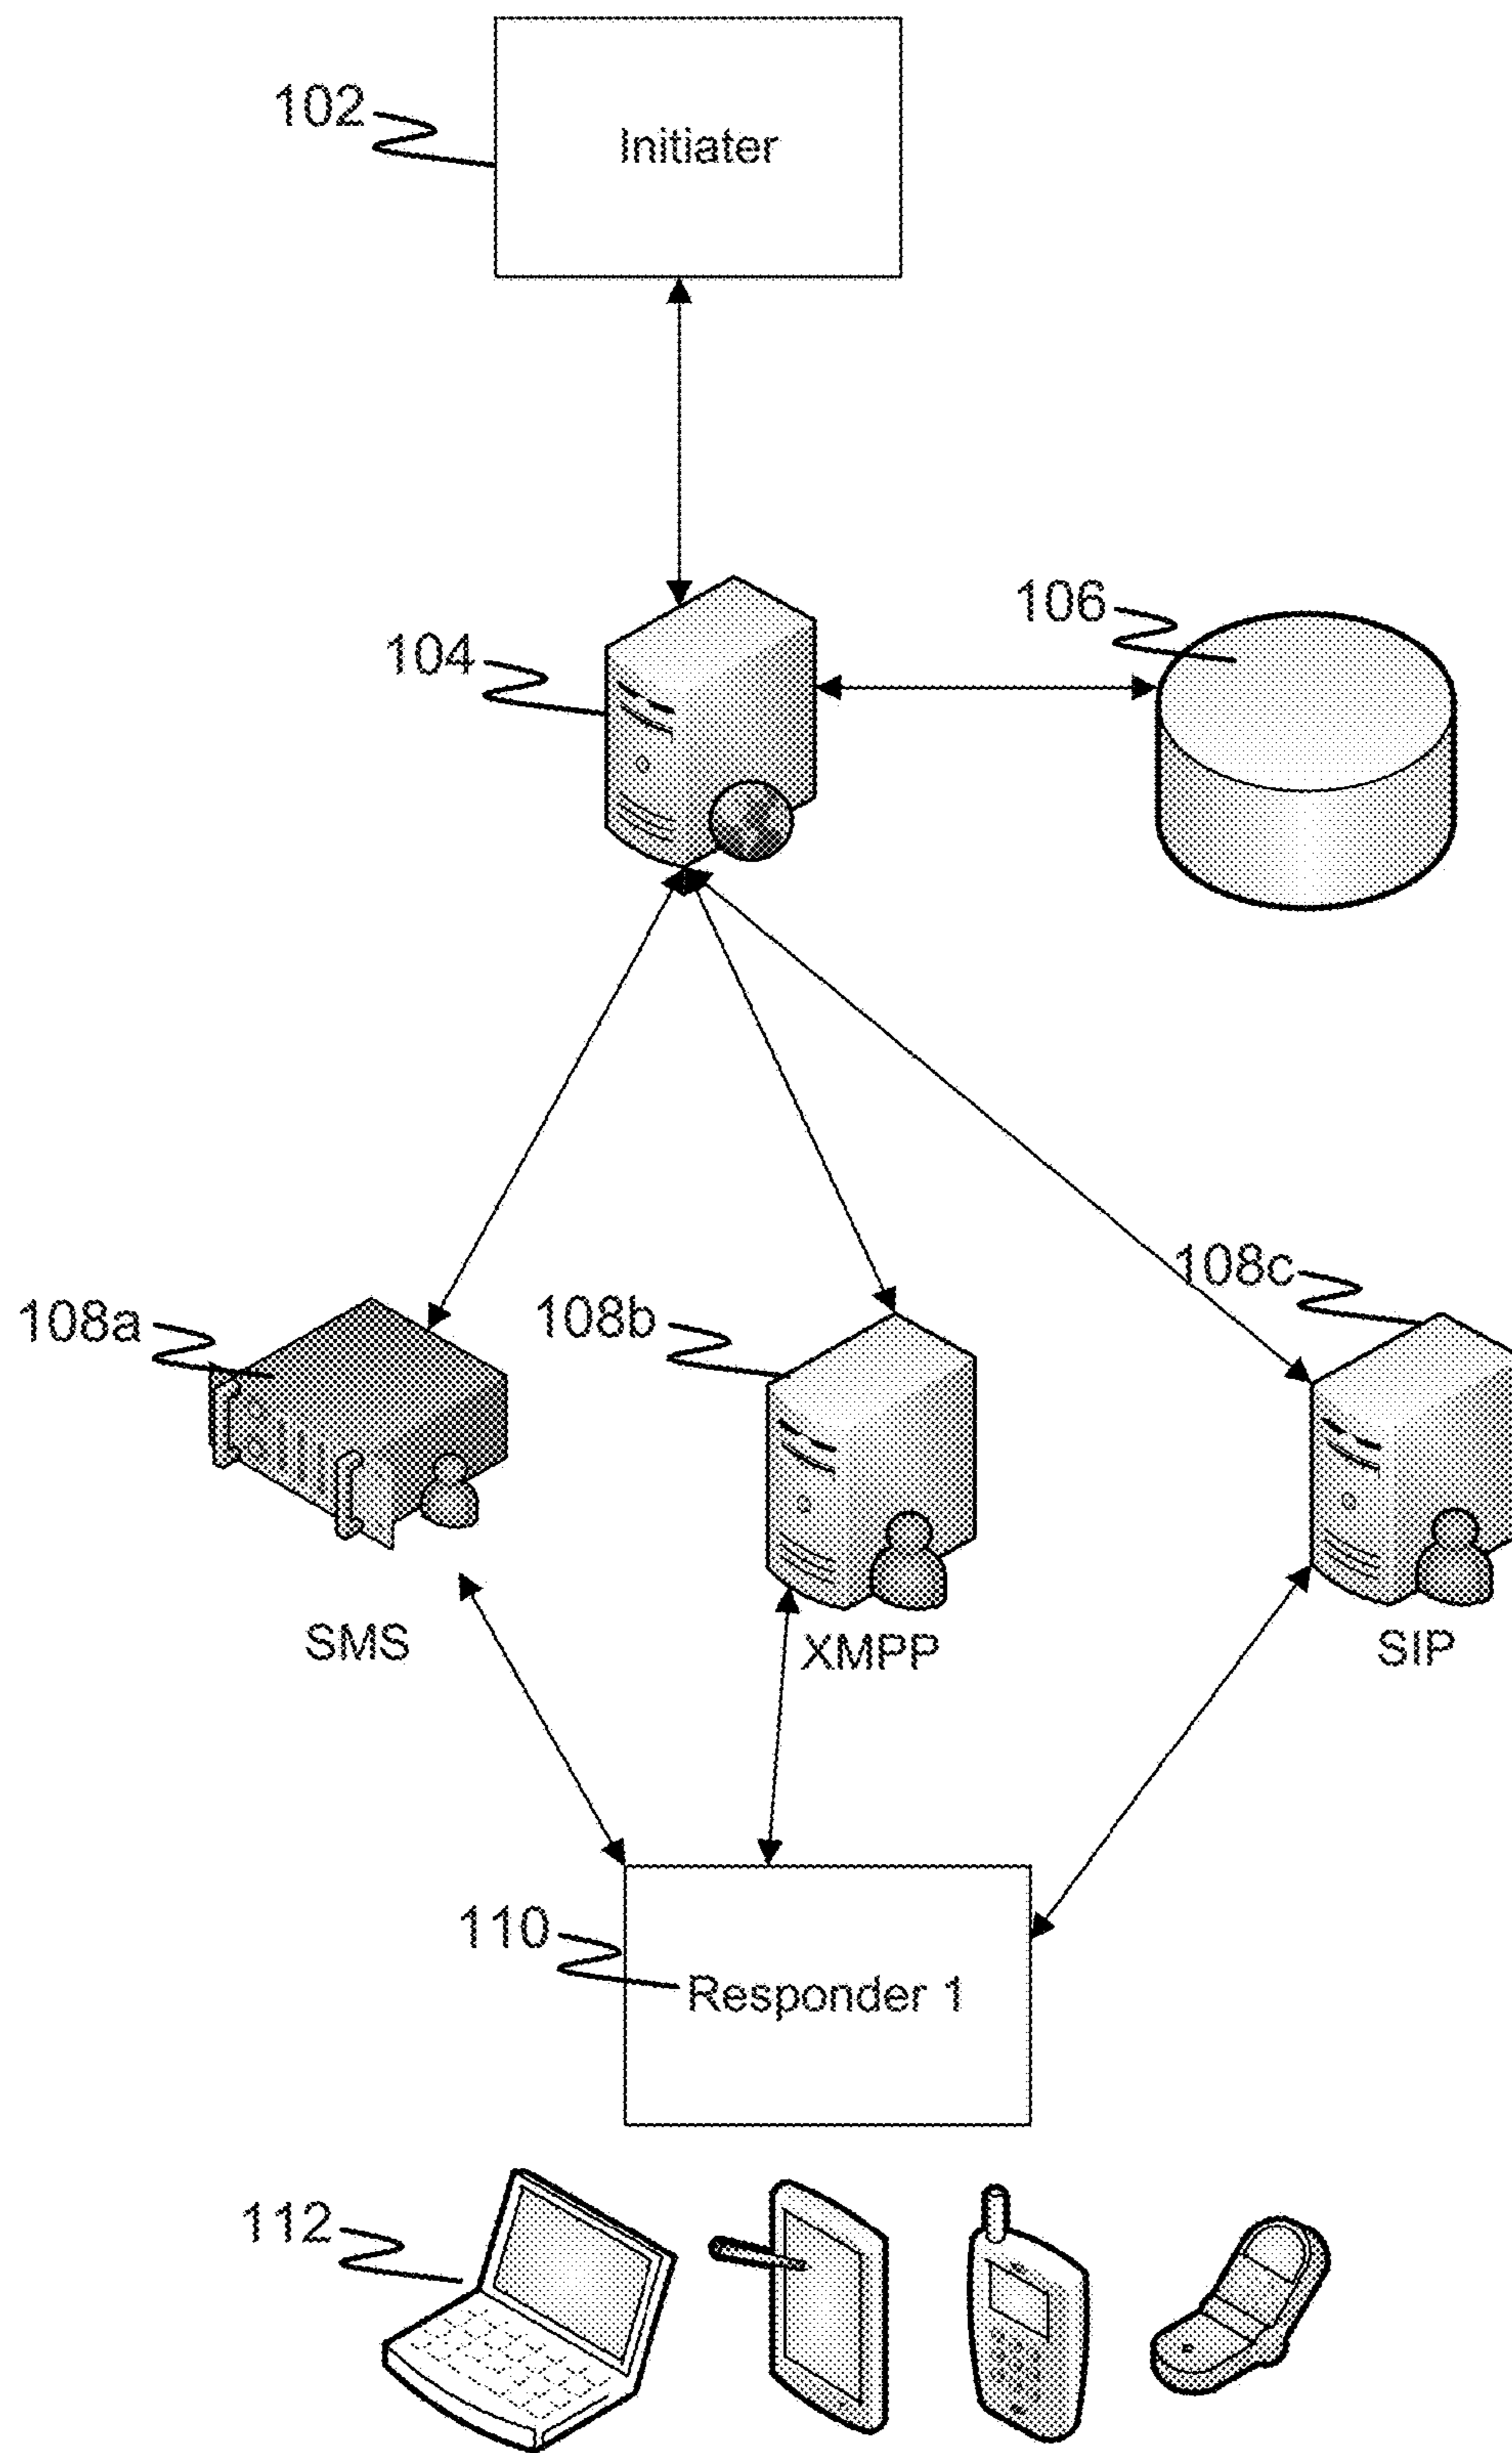 102
Initiater
104
106
108a
108b
108c
SMS
XMPP
SIP
110
Responder 1
112